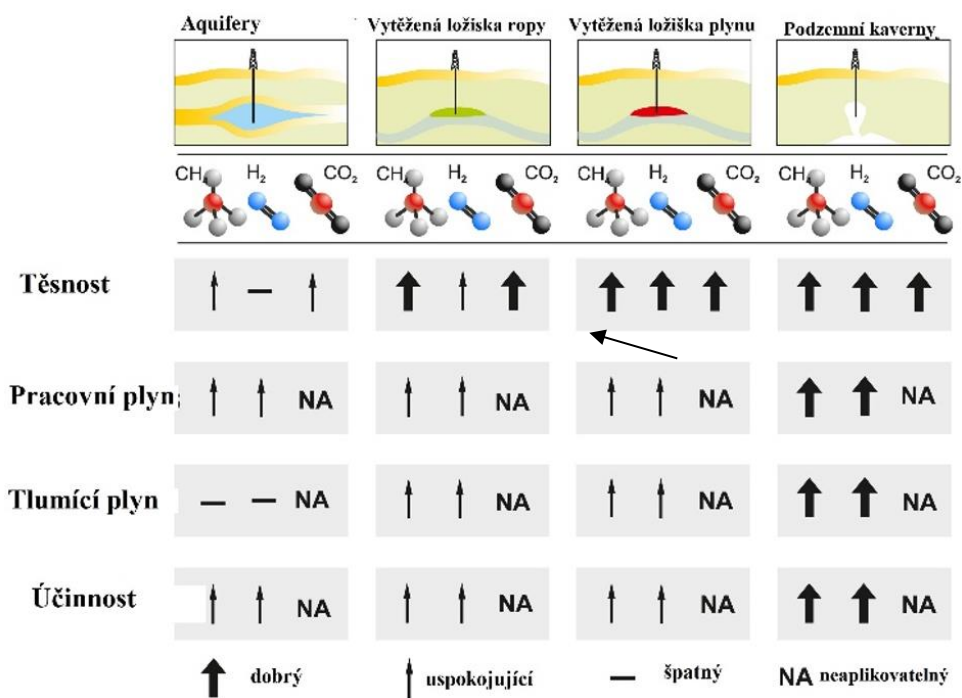 Aquifery
Vytěžená ložiska ropy
Vytěžená ložiška plynu
Podzemní kaverny
CH₄ H₂ CO₂
CH₄ H₂ CO₂
CH₄ H₂ CO₂
CH₄ H₂ CO₂
Těsnost
Pracovní plyn
NA
NA
NA
NA
Tlumící plyn
NA
NA
NA
NA
Účinnost
NA
NA
NA
NA
dobrý
uspokojující
špatný
NA neaplikovatelný